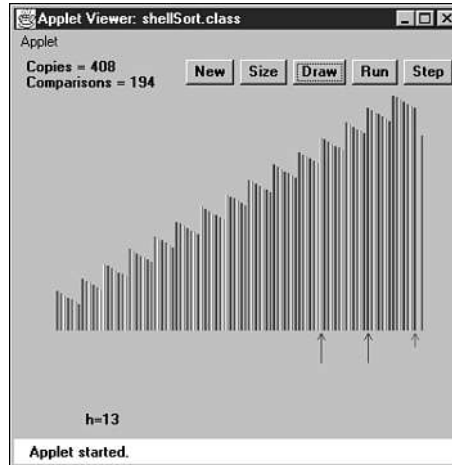 Applet Viewer: shellSort.class
Applet
Copies = 408
Comparisons = 194
New Size Draw Run Step
h=13
Applet started.